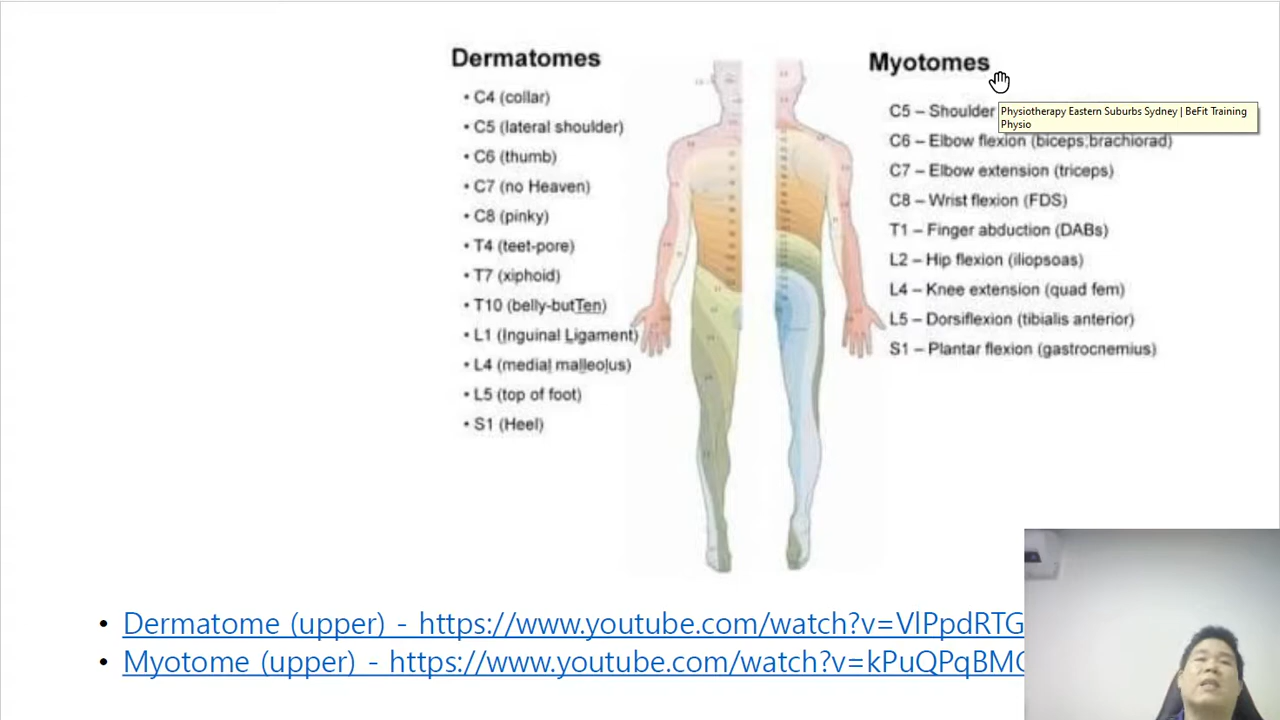 Dermatomes
• C4 (collar)
• C5 (lateral shoulder)
• C6 (thumb)
• C7 (no Heaven)
• C8 (pinky)
• T4 (teet-pore)
• T7 (xiphoid)
• T10 (belly-butTen)
• L1 (Inguinal Ligament)
• L4 (medial malleolus)
• L5 (top of foot)
• S1 (Heel)
Myotomes
C5 – Shoulder
Physiotherapy Eastern Suburbs Sydney | BeFit Training
Physio
C6 – Elbow flexion (biceps;brachiorad)
C7 – Elbow extension (triceps)
C8 – Wrist flexion (FDS)
T1 – Finger abduction (DABs)
L2 – Hip flexion (iliopsoas)
L4 – Knee extension (quad fem)
L5 – Dorsiflexion (tibialis anterior)
S1 – Plantar flexion (gastrocnemius)
• Dermatome (upper) - https://www.youtube.com/watch?v=VlPpdRTG
• Myotome (upper) - https://www.youtube.com/watch?v=kPuQPqBM